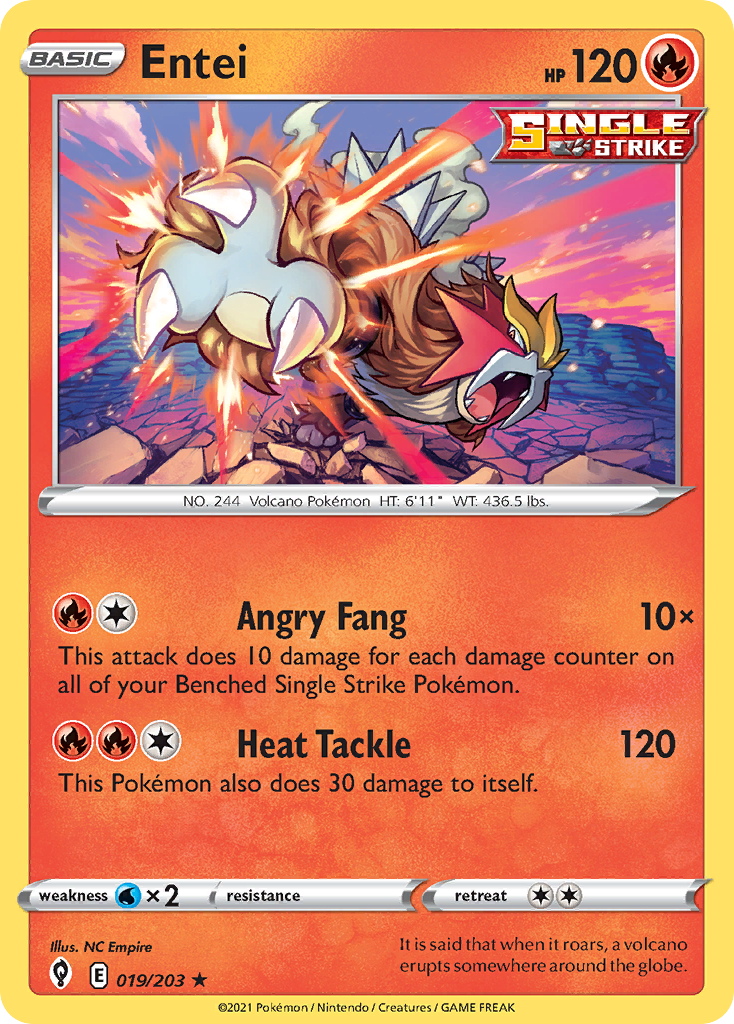 BASIC Entei HP 120
SINGLE
STRIKE
NO. 244 Volcano Pokémon HT: 6'11" WT: 436.5 lbs.
Angry Fang 10×
This attack does 10 damage for each damage counter on
all of your Benched Single Strike Pokémon.
Heat Tackle 120
This Pokémon also does 30 damage to itself.
weakness ×2 resistance retreat
Illus. NC Empire
It is said that when it roars, a volcano
erupts somewhere around the globe.
E 019/203 ★
©2021 Pokémon / Nintendo / Creatures / GAME FREAK